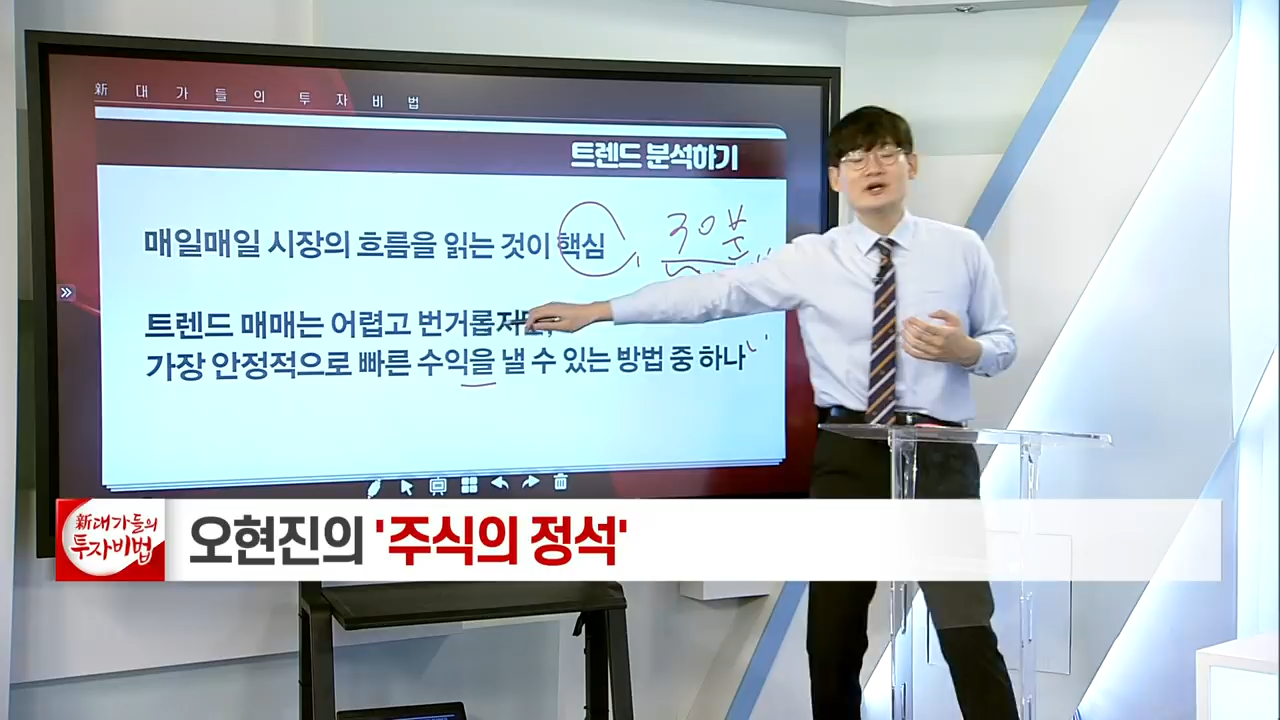 新 대가들의 투자비법
트렌드 분석하기
매일매일 시장의 흐름을 읽는 것이 핵심
30분
트렌드 매매는 어렵고 번거롭지만,
가장 안정적으로 빠른 수익을 낼 수 있는 방법 중 하나
新대가들의
투자비법
오현진의 '주식의 정석'